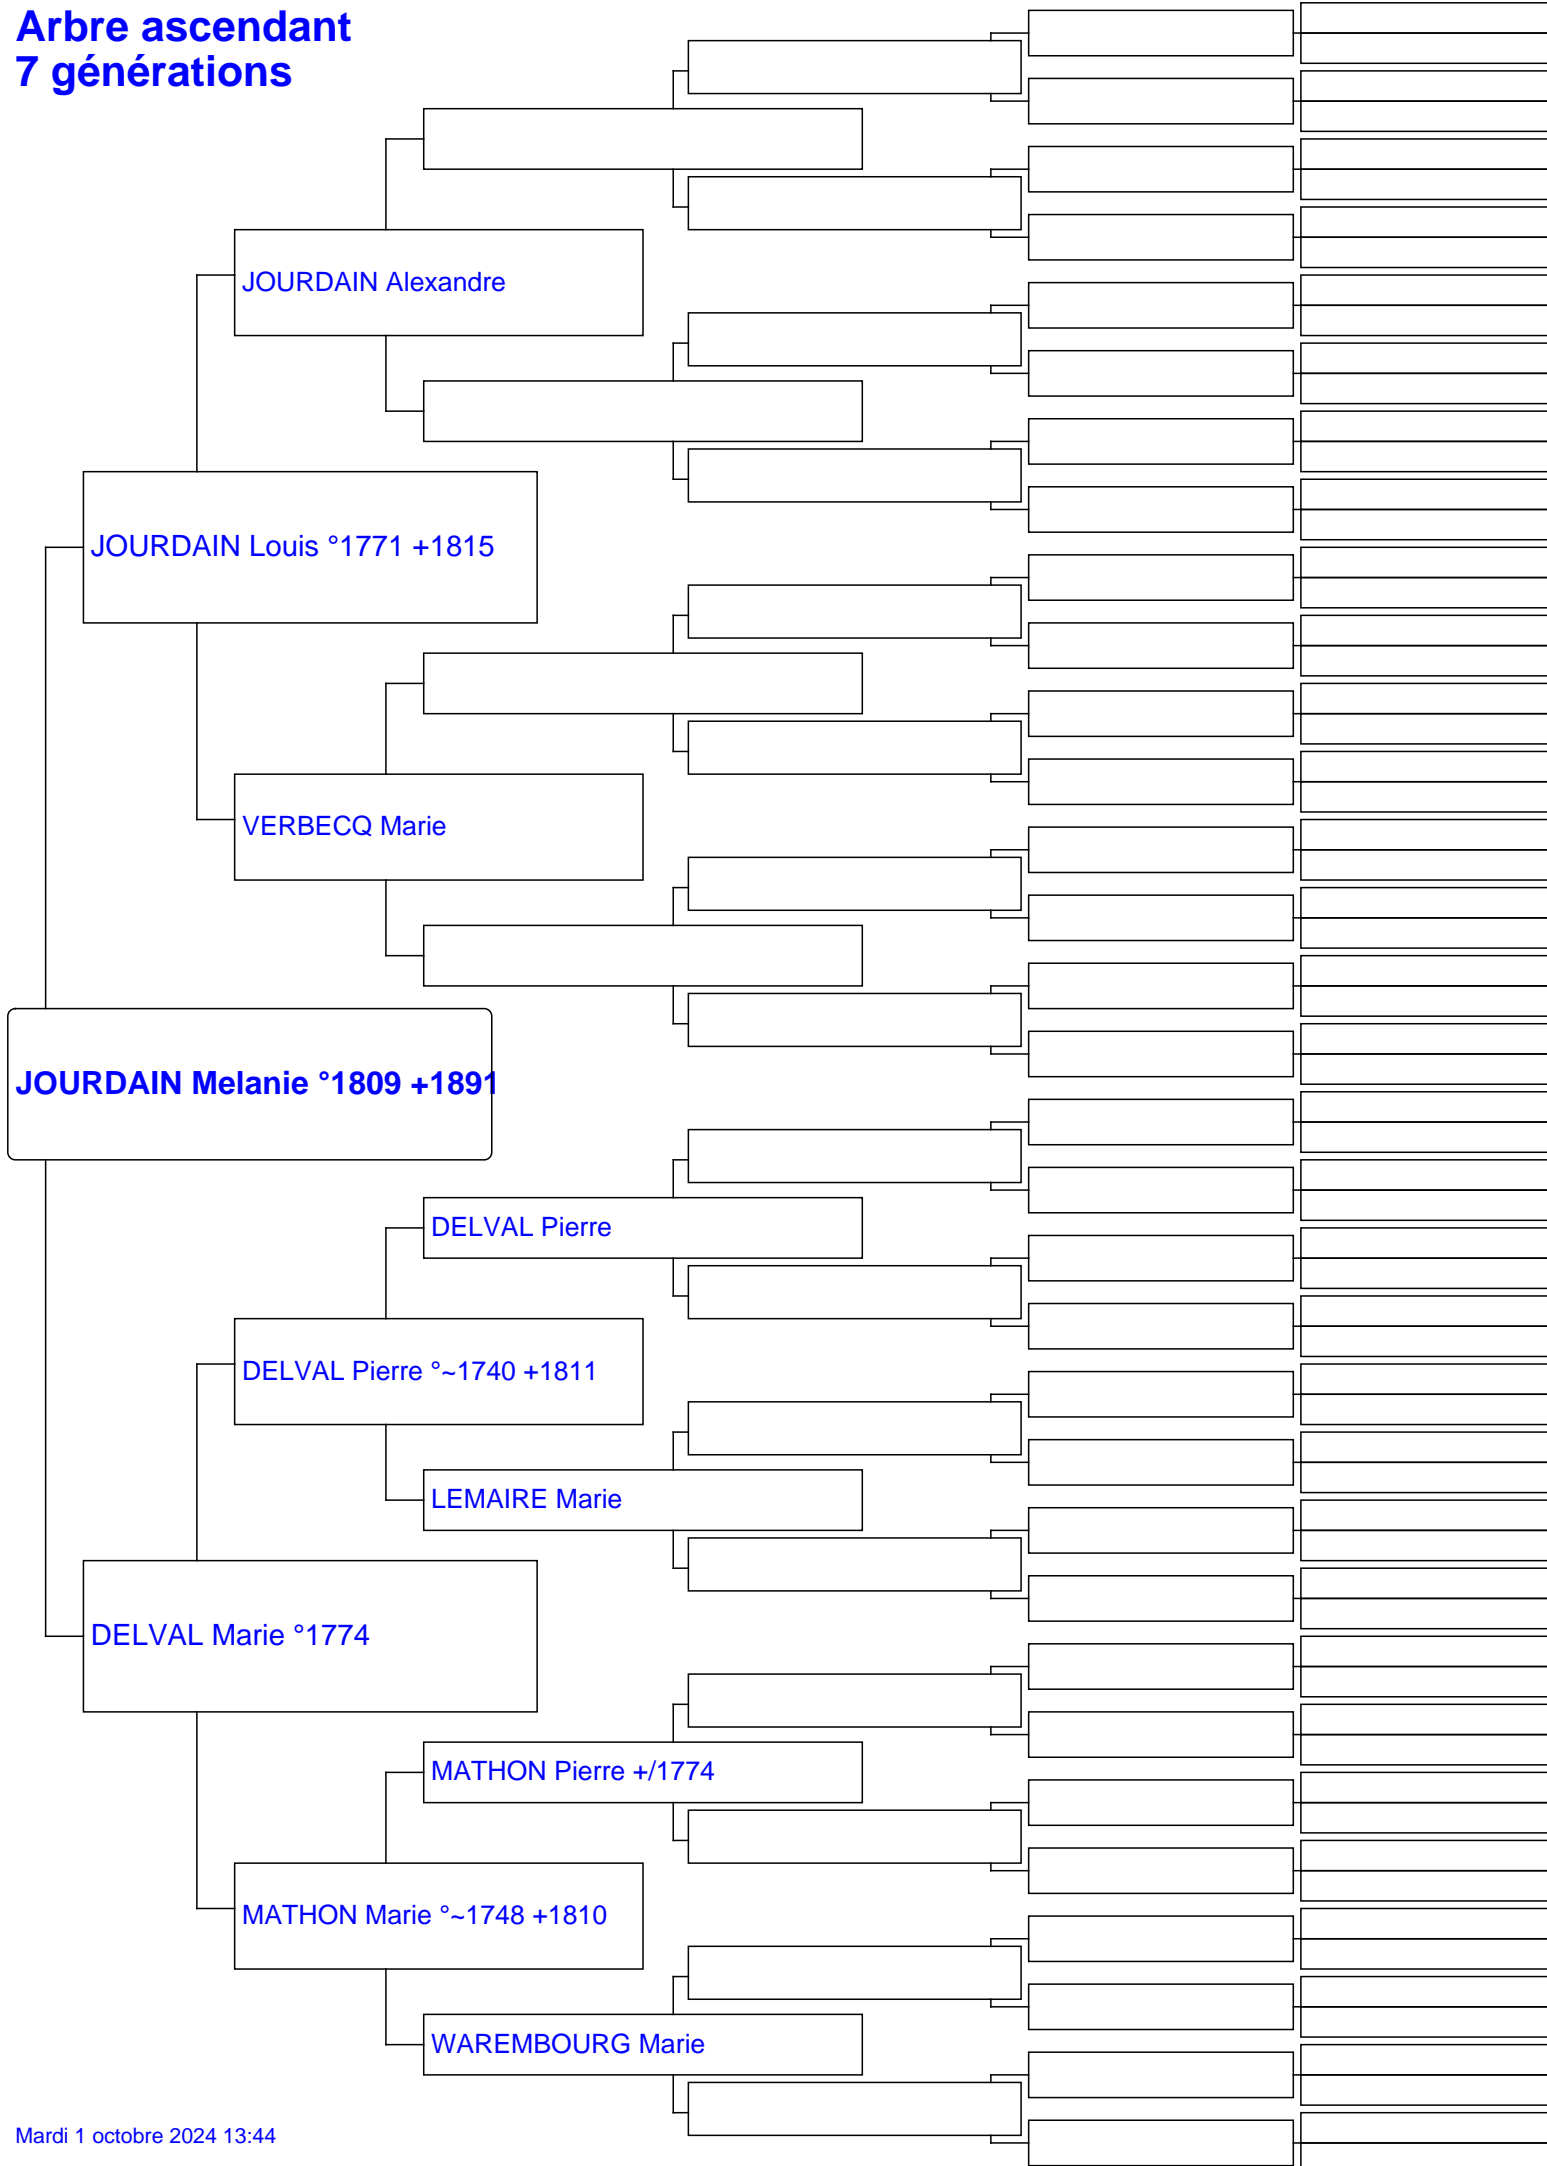 Arbre ascendant
7 générations
JOURDAIN Alexandre
JOURDAIN Louis °1771 +1815
VERBECQ Marie
JOURDAIN Melanie °1809 +1891
DELVAL Pierre
DELVAL Pierre °~1740 +1811
LEMAIRE Marie
DELVAL Marie °1774
MATHON Pierre +/1774
MATHON Marie °~1748 +1810
WAREMBOURG Marie
Mardi 1 octobre 2024 13:44